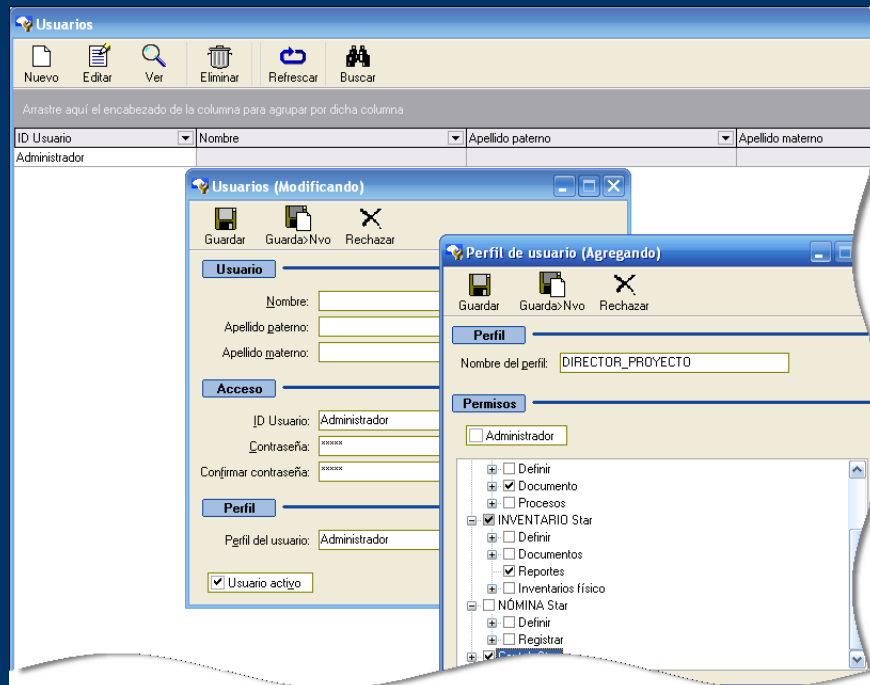 Usuarios
Nuevo Editar Ver Eliminar Refrescar Buscar
Arrastre aquí el encabezado de la columna para agrupar por dicha columna
ID Usuario Nombre Apellido paterno Apellido materno
Administrador
Usuarios (Modificando)
Guardar Guarda>Nvo Rechazar
Usuario
Nombre:
Apellido paterno:
Apellido materno:
Acceso
ID Usuario: Administrador
Contraseña: xxxxx
Confirmar contraseña: xxxxx
Perfil
Perfil del usuario: Administrador
Usuario activo
Perfil de usuario (Agregando)
Guardar Guarda>Nvo Rechazar
Perfil
Nombre del perfil: DIRECTOR_PROYECTO
Permisos
Administrador
Definir
Documento
Procesos
INVENTARIO Star
Definir
Documentos
Reportes
Inventarios físico
NÓMINA Star
Definir
Registrar